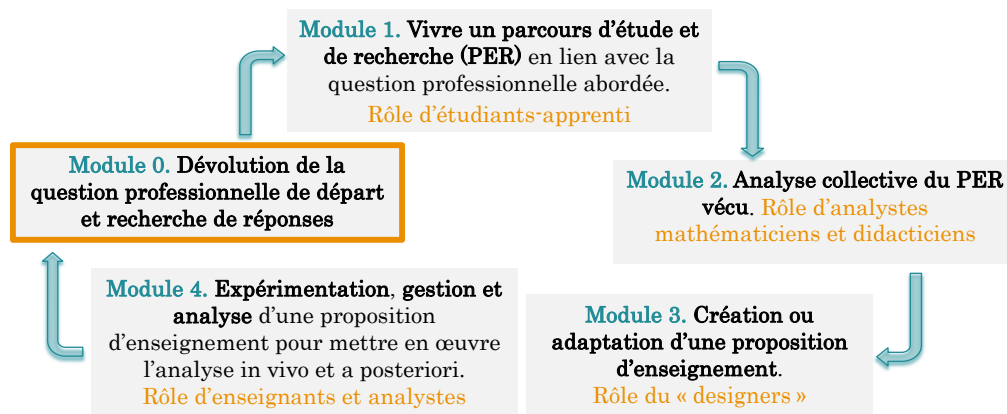 Module 1. Vivre un parcours d’étude et
de recherche (PER) en lien avec la
question professionnelle abordée.
Rôle d’étudiants-apprenti
Module 0. Dévolution de la
question professionnelle de départ
et recherche de réponses
Module 2. Analyse collective du PER
vécu. Rôle d’analystes
mathématiciens et didacticiens
Module 4. Expérimentation, gestion et
analyse d’une proposition
d’enseignement pour mettre en œuvre
l’analyse in vivo et a posteriori.
Rôle d’enseignants et analystes
Module 3. Création ou
adaptation d’une proposition
d’enseignement.
Rôle du « designers »